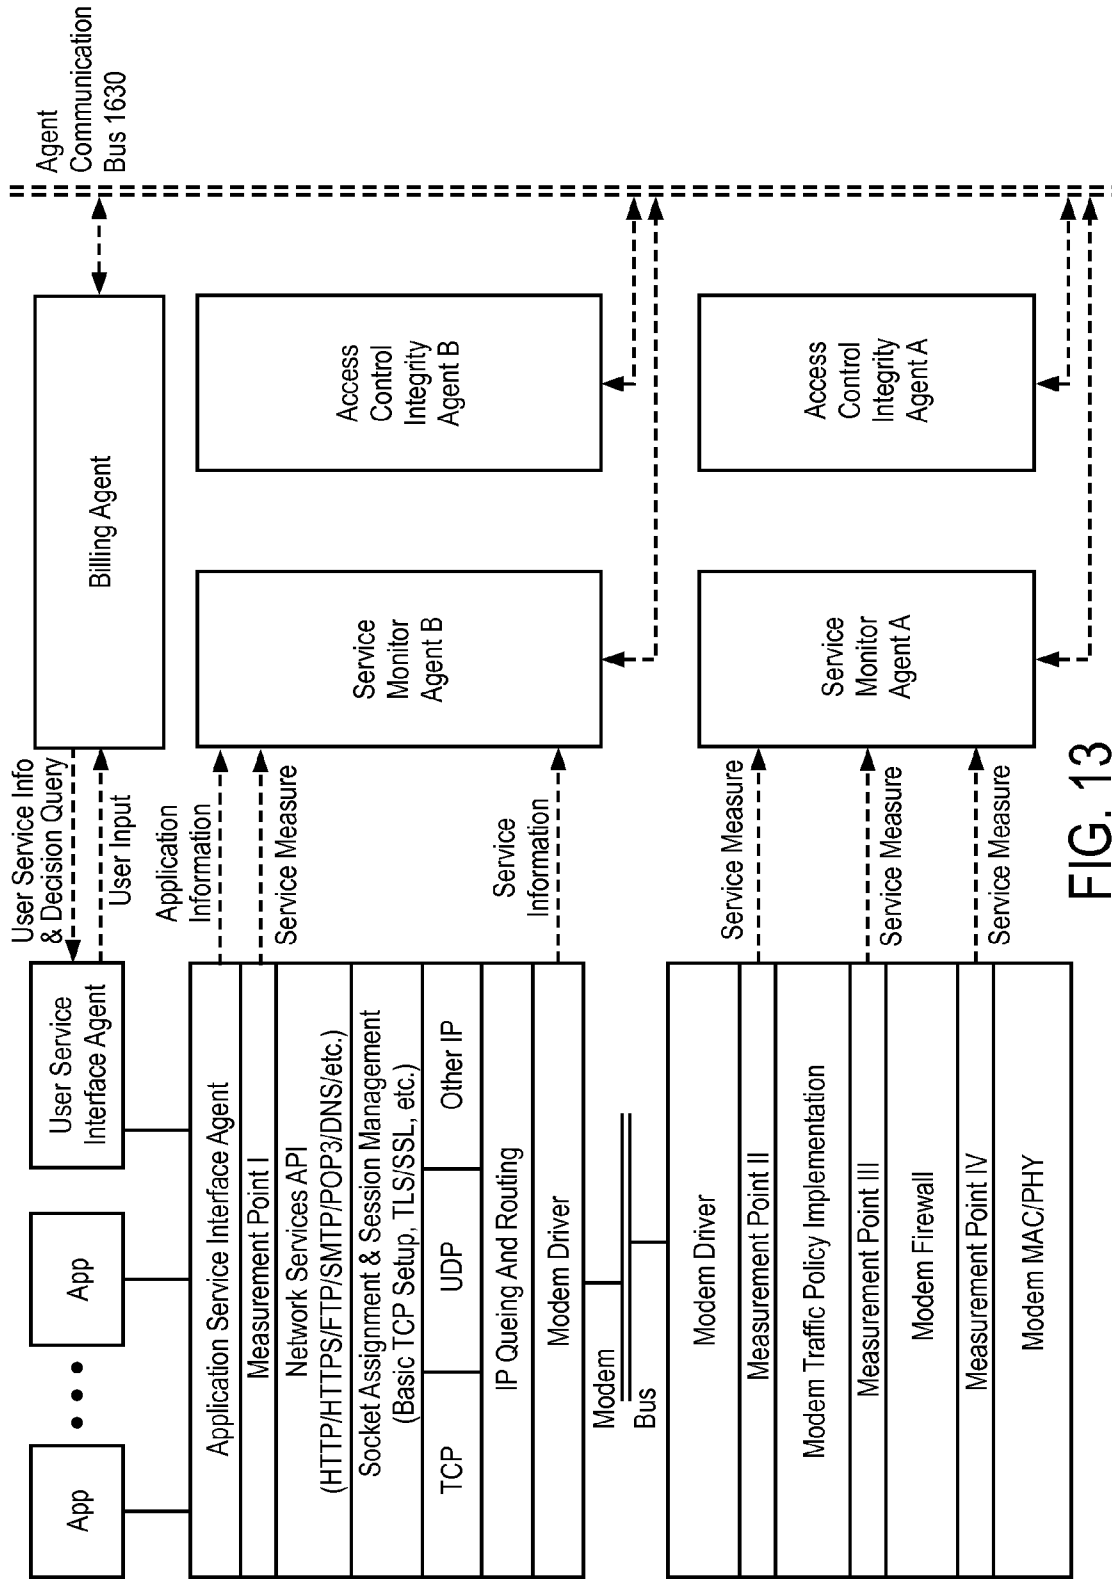 App
App
User Service
Interface Agent
User Service Info
& Decision Query
User Input
Billing Agent
Agent
Communication
Bus 1630
Application Service Interface Agent
Measurement Point I
Network Services API
(HTTP/HTTPS/FTP/SMTP/POP3/DNS/etc.)
Socket Assignment & Session Management
(Basic TCP Setup, TLS/SSL, etc.)
TCP
UDP
Other IP
IP Queing And Routing
Modem Driver
Application
Information
Service Measure
Service
Information
Service
Monitor
Agent B
Access
Control
Integrity
Agent B
Modem
Bus
Modem Driver
Measurement Point II
Modem Traffic Policy Implementation
Measurement Point III
Modem Firewall
Measurement Point IV
Modem MAC/PHY
Service Measure
Service Measure
Service Measure
Service
Monitor
Agent A
Access
Control
Integrity
Agent A
FIG. 13